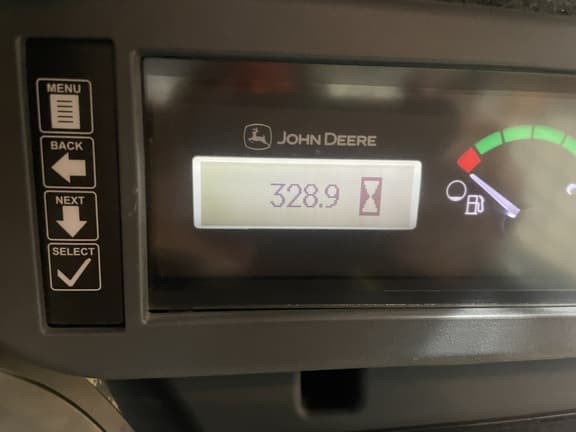 MENU
BACK
NEXT
SELECT
JOHN DEERE
328.9